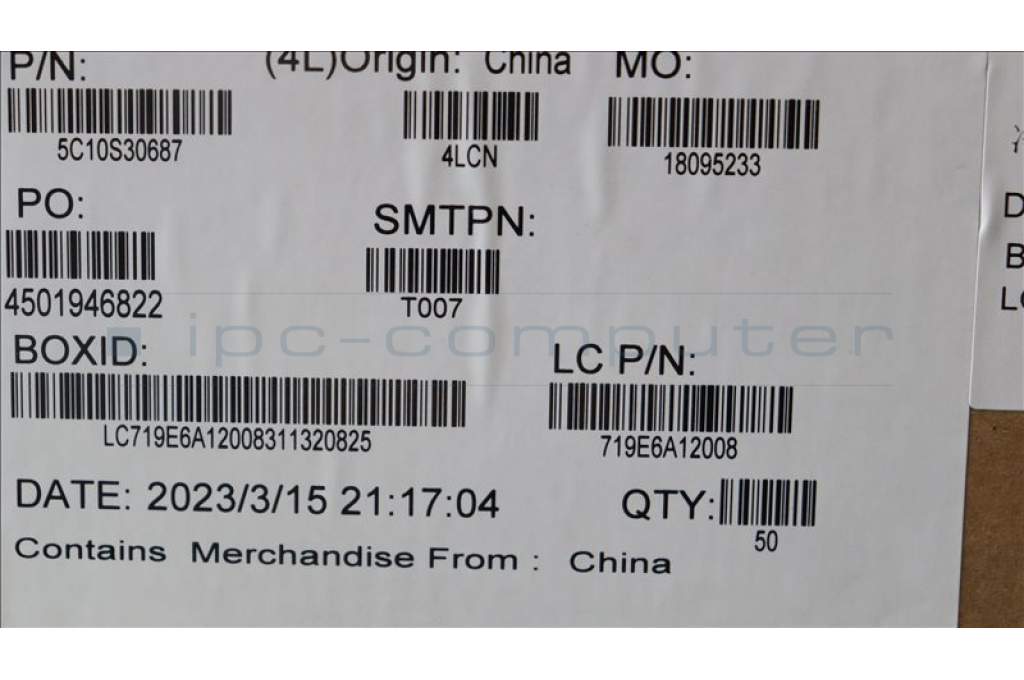 P/N: (4L)Origin: China MO:
5C10S30687 4LCN 18095233
PO: SMTPN:
4501946822 T007
ipc-computer
BOXID: LC P/N:
LC719E6A12008311320825 719E6A12008
DATE: 2023/3/15 21:17:04 QTY:
50
Contains Merchandise From : China
D
B